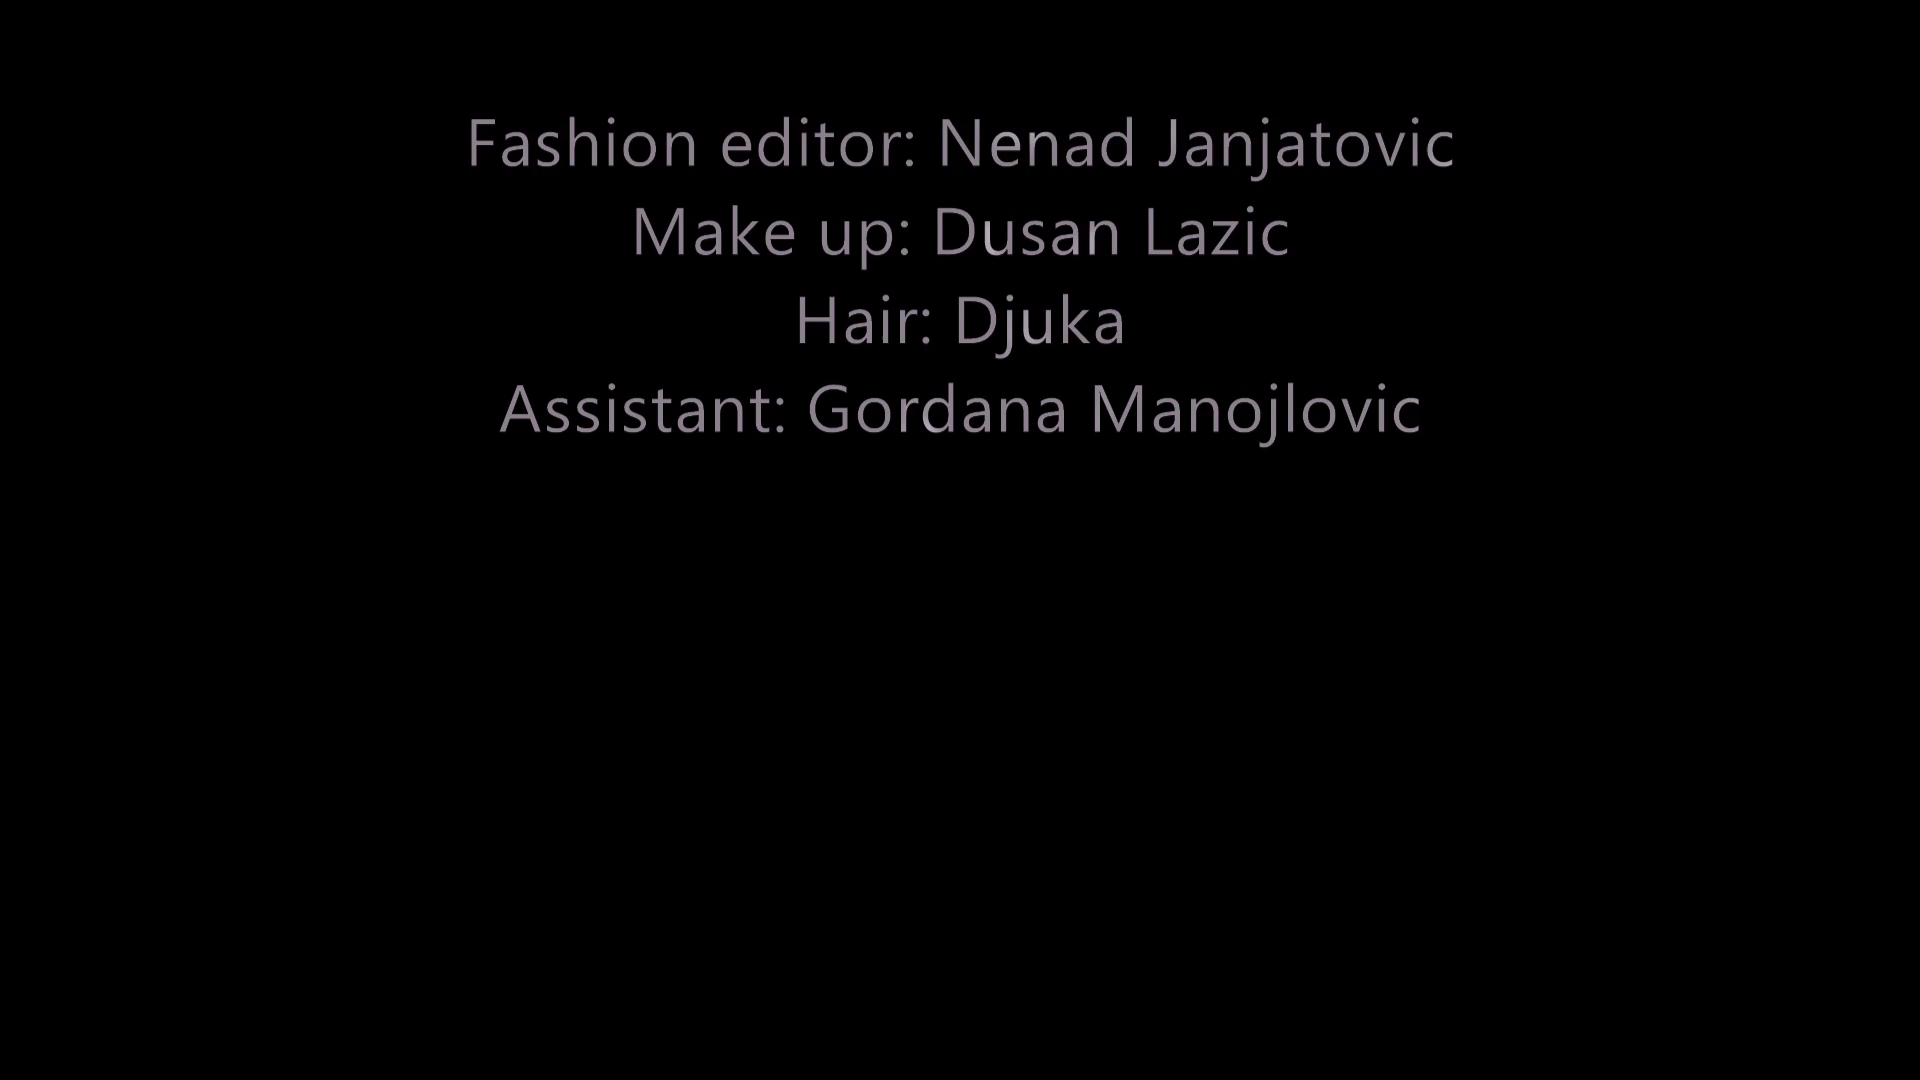 Fashion editor: Nenad Janjatovic
Make up: Dusan Lazic
Hair: Djuka
Assistant: Gordana Manojlovic